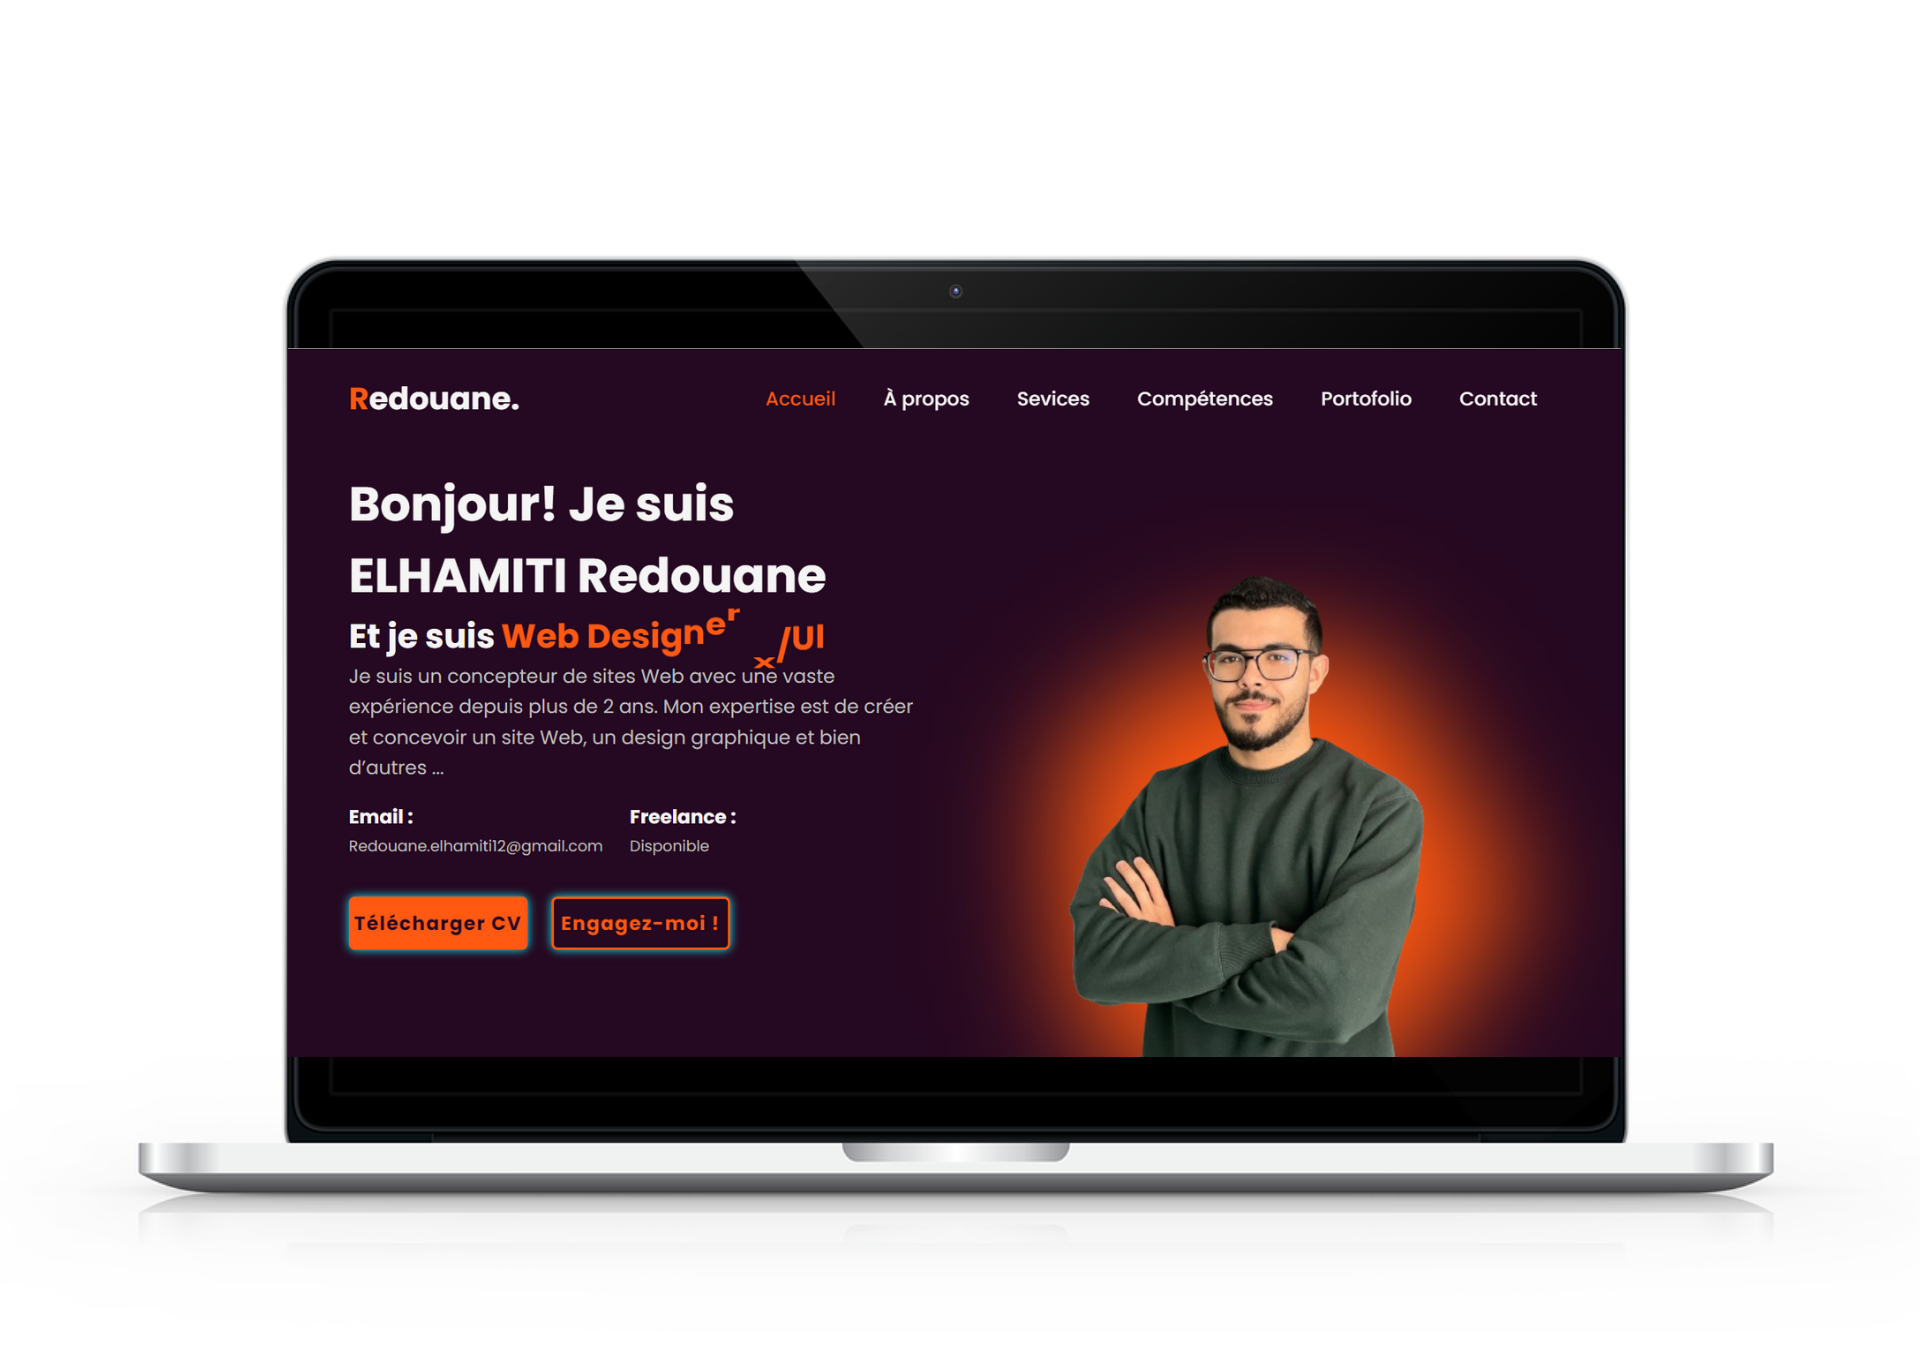 Redouane.
Accueil À propos Sevices Compétences Portofolio Contact
Bonjour! Je suis
ELHAMITI Redouane
Et je suis Web Designer x/UI
Je suis un concepteur de sites Web avec une vaste
expérience depuis plus de 2 ans. Mon expertise est de créer
et concevoir un site Web, un design graphique et bien
d'autres ...
Email : Freelance :
Redouane.elhamiti12@gmail.com Disponible
Télécharger CV Engagez-moi !